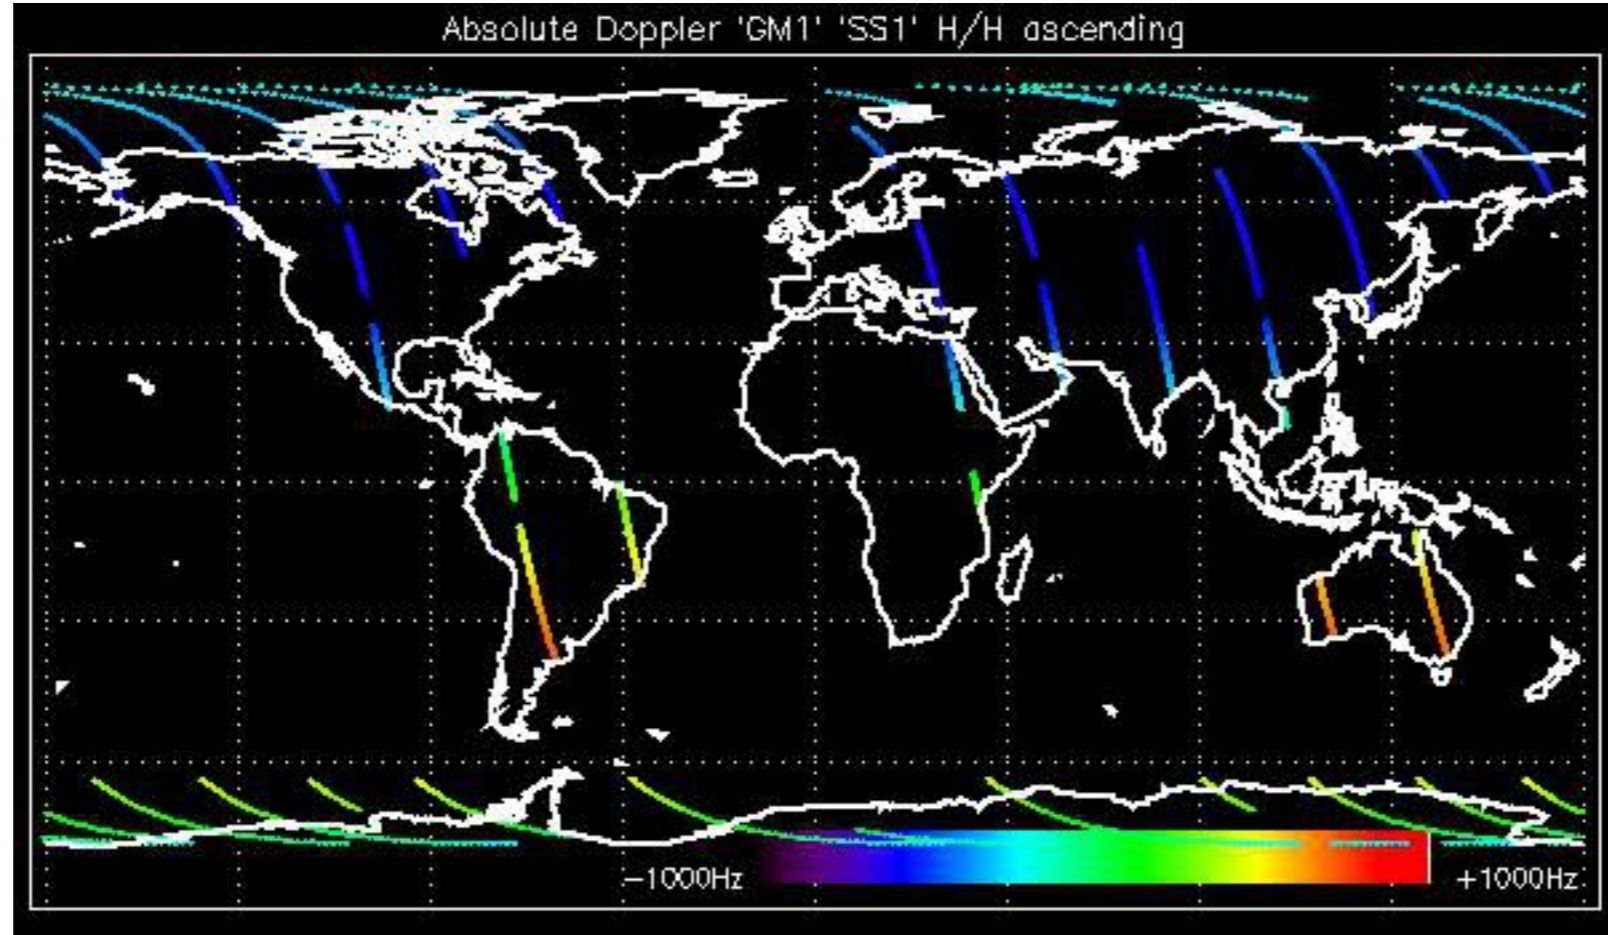 Absolute Doppler 'GM1' 'SS1' H/H ascending
−1000Hz
+1000Hz